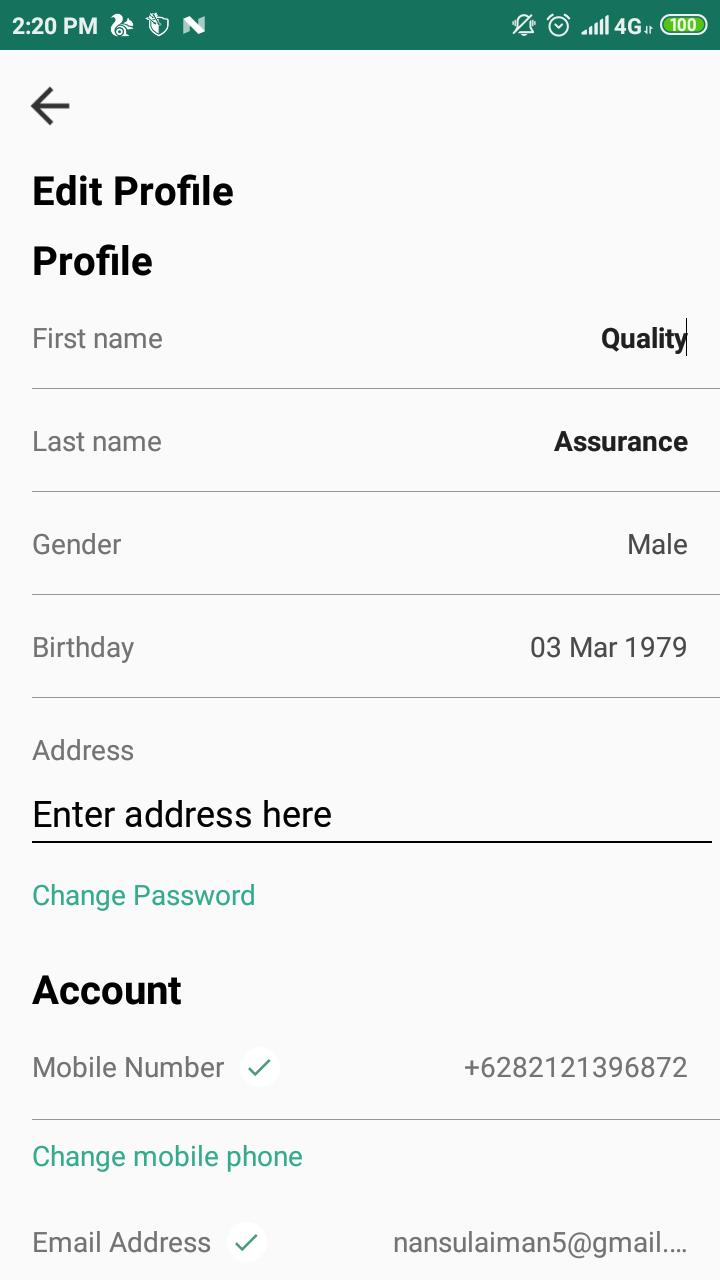 2:20 PM 4G 100
Edit Profile
Profile
First name Quality
Last name Assurance
Gender Male
Birthday 03 Mar 1979
Address
Enter address here
Change Password
Account
Mobile Number +6282121396872
Change mobile phone
Email Address nansulaiman5@gmail....